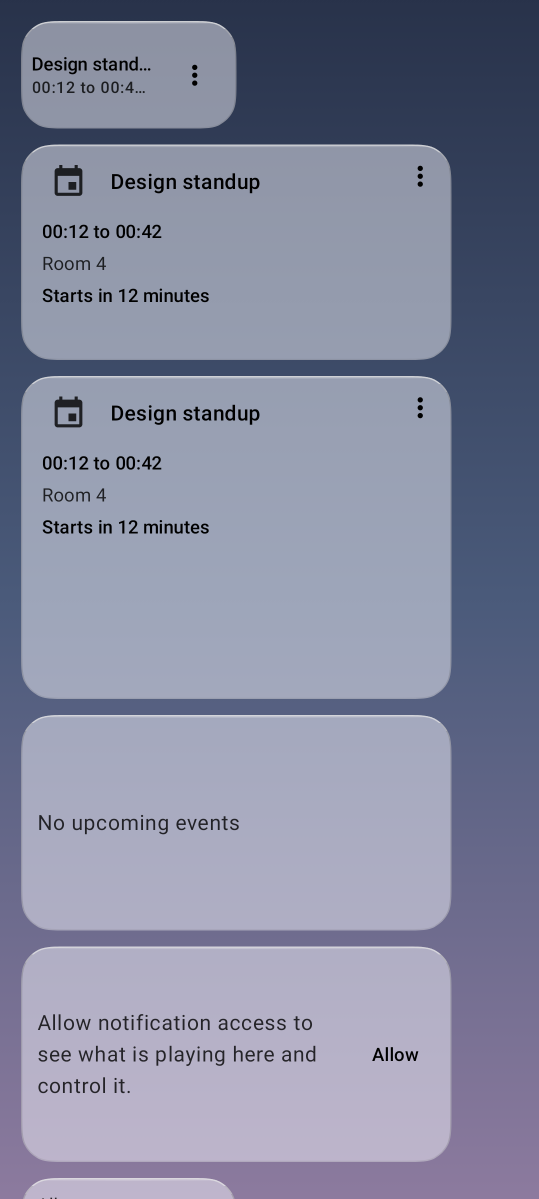 Design stand…
00:12 to 00:4…
Design standup
00:12 to 00:42
Room 4
Starts in 12 minutes
Design standup
00:12 to 00:42
Room 4
Starts in 12 minutes
No upcoming events
Allow notification access to
see what is playing here and
control it.
Allow